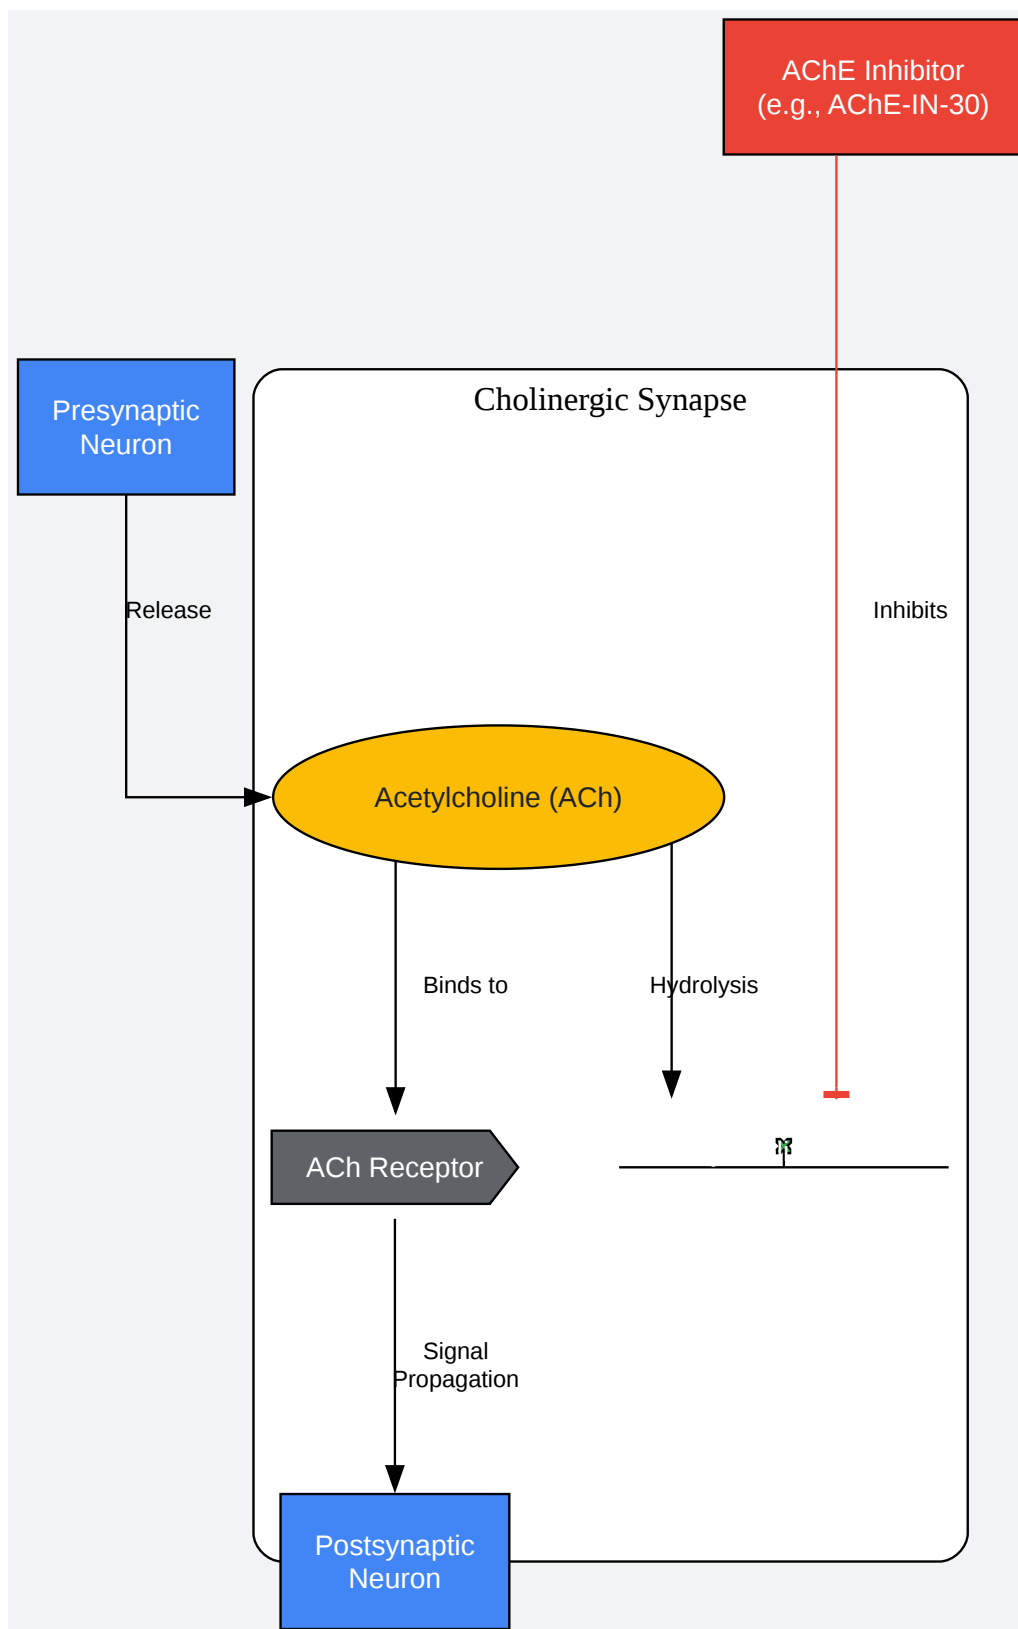 AChE Inhibitor
(e.g., AChE-IN-30)
Presynaptic
Neuron
Cholinergic Synapse
Release
Inhibits
Acetylcholine (ACh)
Binds to
Hydrolysis
ACh Receptor
Signal
Propagation
Postsynaptic
Neuron